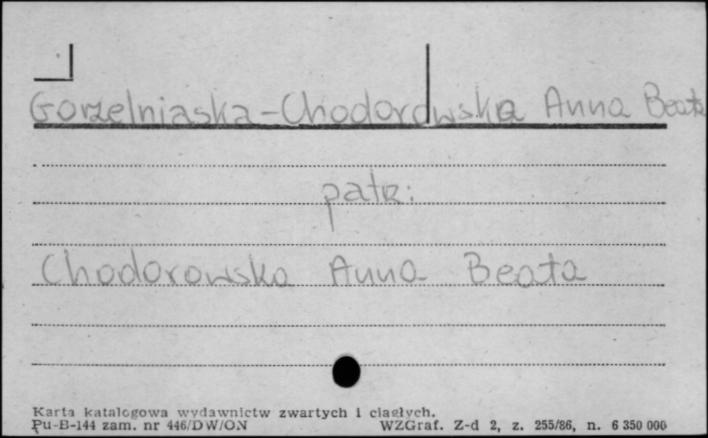 Gorzelniaska-Chodorowska Anna Beata
patrz:
Chodorowska Anna Beata
Karta katalogowa wydawnictw zwartych i ciągłych.
Pu-B-144 zam. nr 446/DW/ON WZGraf. Z-d 2, z. 255/86, n. 6 350 000